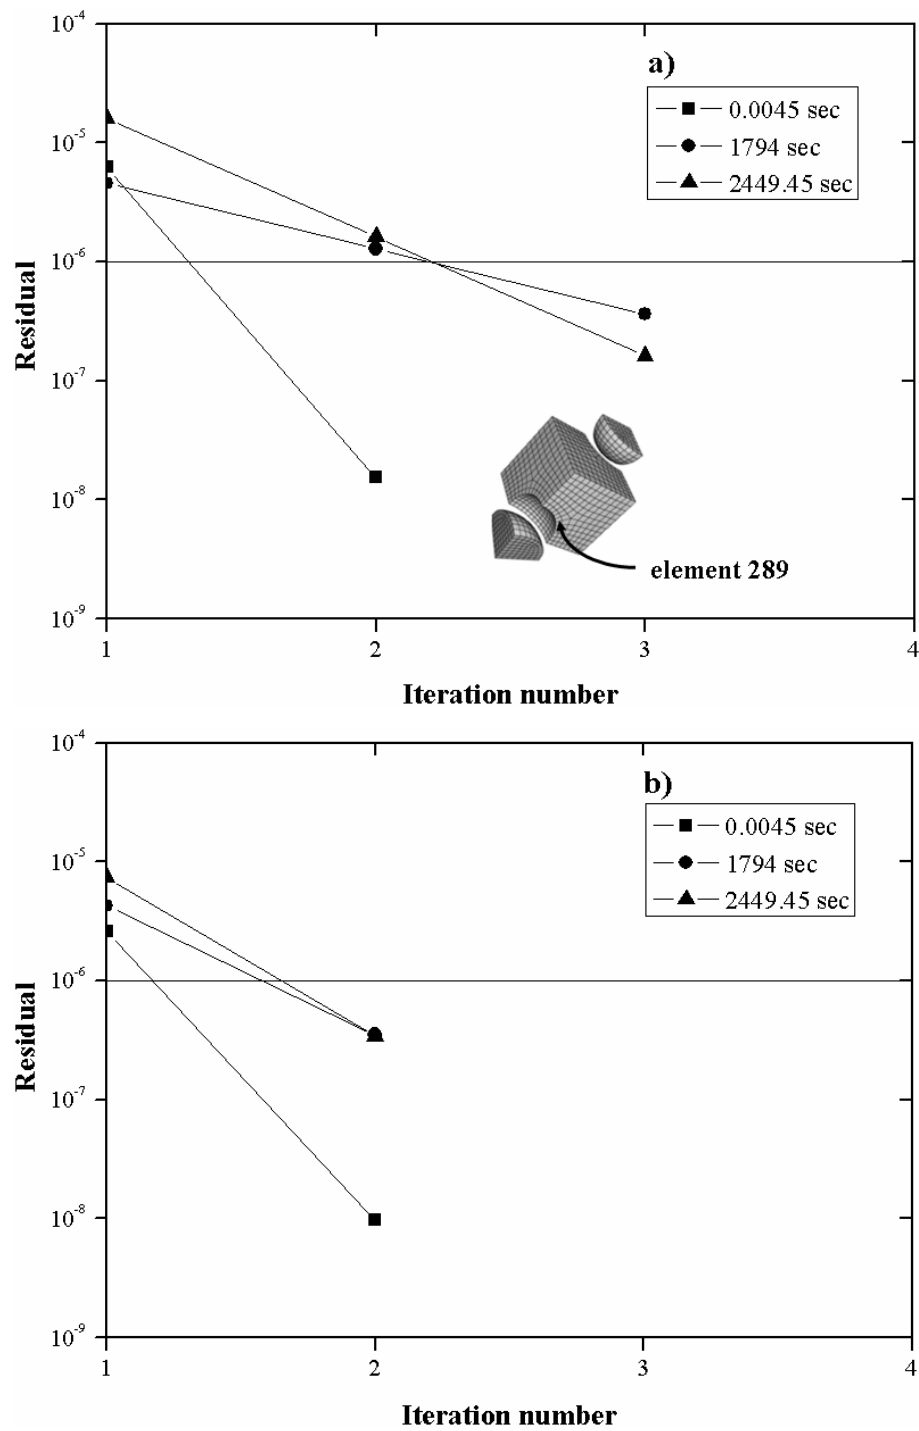 10-4
a)
0.0045 sec
1794 sec
2449.45 sec
10-5
10-6
Residual
10-7
10-8
element 289
10-9
1 2 3 4
Iteration number
10-4
b)
0.0045 sec
1794 sec
2449.45 sec
10-5
10-6
Residual
10-7
10-8
10-9
1 2 3 4
Iteration number